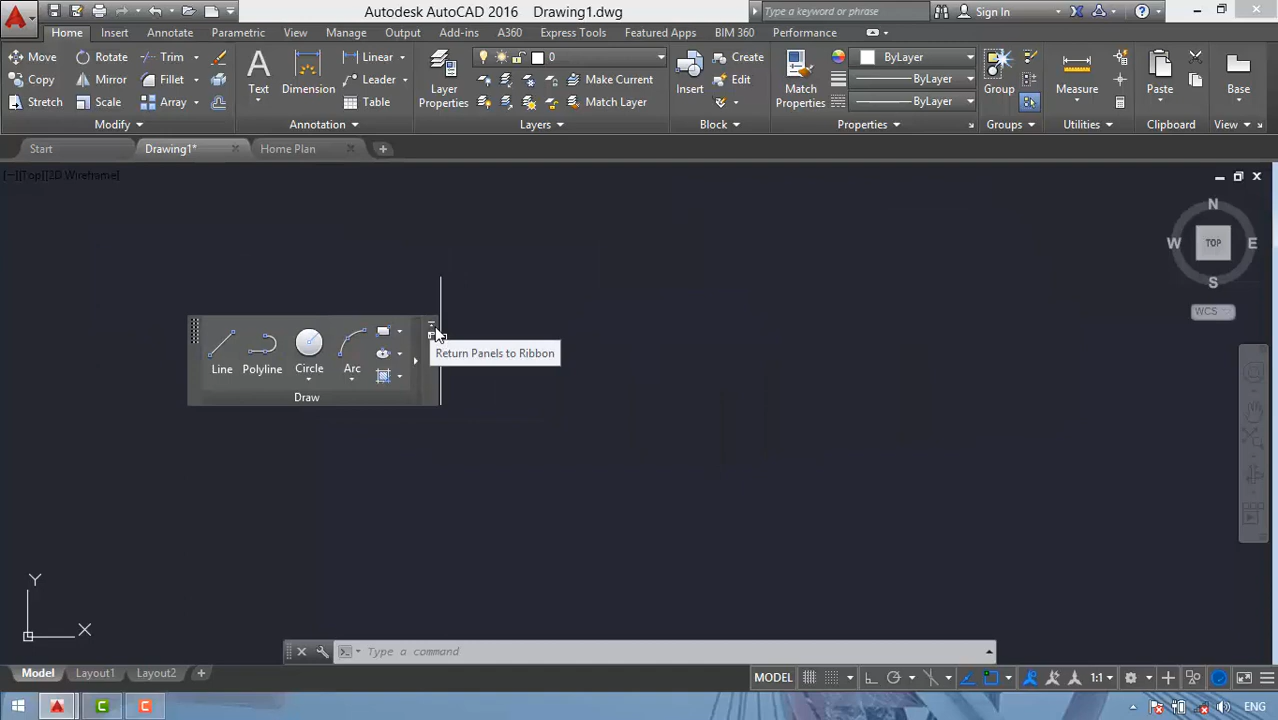 Autodesk AutoCAD 2016 Drawing1.dwg
Type a keyword or phrase
Sign In
Home Insert Annotate Parametric View Manage Output Add-ins A360 Express Tools Featured Apps BIM 360 Performance
Move Rotate Trim
Copy Mirror Fillet
Stretch Scale Array
Modify
Text
Dimension
Linear
Leader
Table
Annotation
Layer
Properties
0
Make Current
Match Layer
Layers
Insert
Create
Edit
Block
Match
Properties
ByLayer
ByLayer
ByLayer
Properties
Group
Groups
Measure
Utilities
Paste
Clipboard
Base
View
Start Drawing1* Home Plan
[−][Top][2D Wireframe]
N
W TOP E
S
WCS
Line Polyline Circle Arc
Draw
Return Panels to Ribbon
Y
X
Type a command
Model Layout1 Layout2
MODEL
1:1
ENG